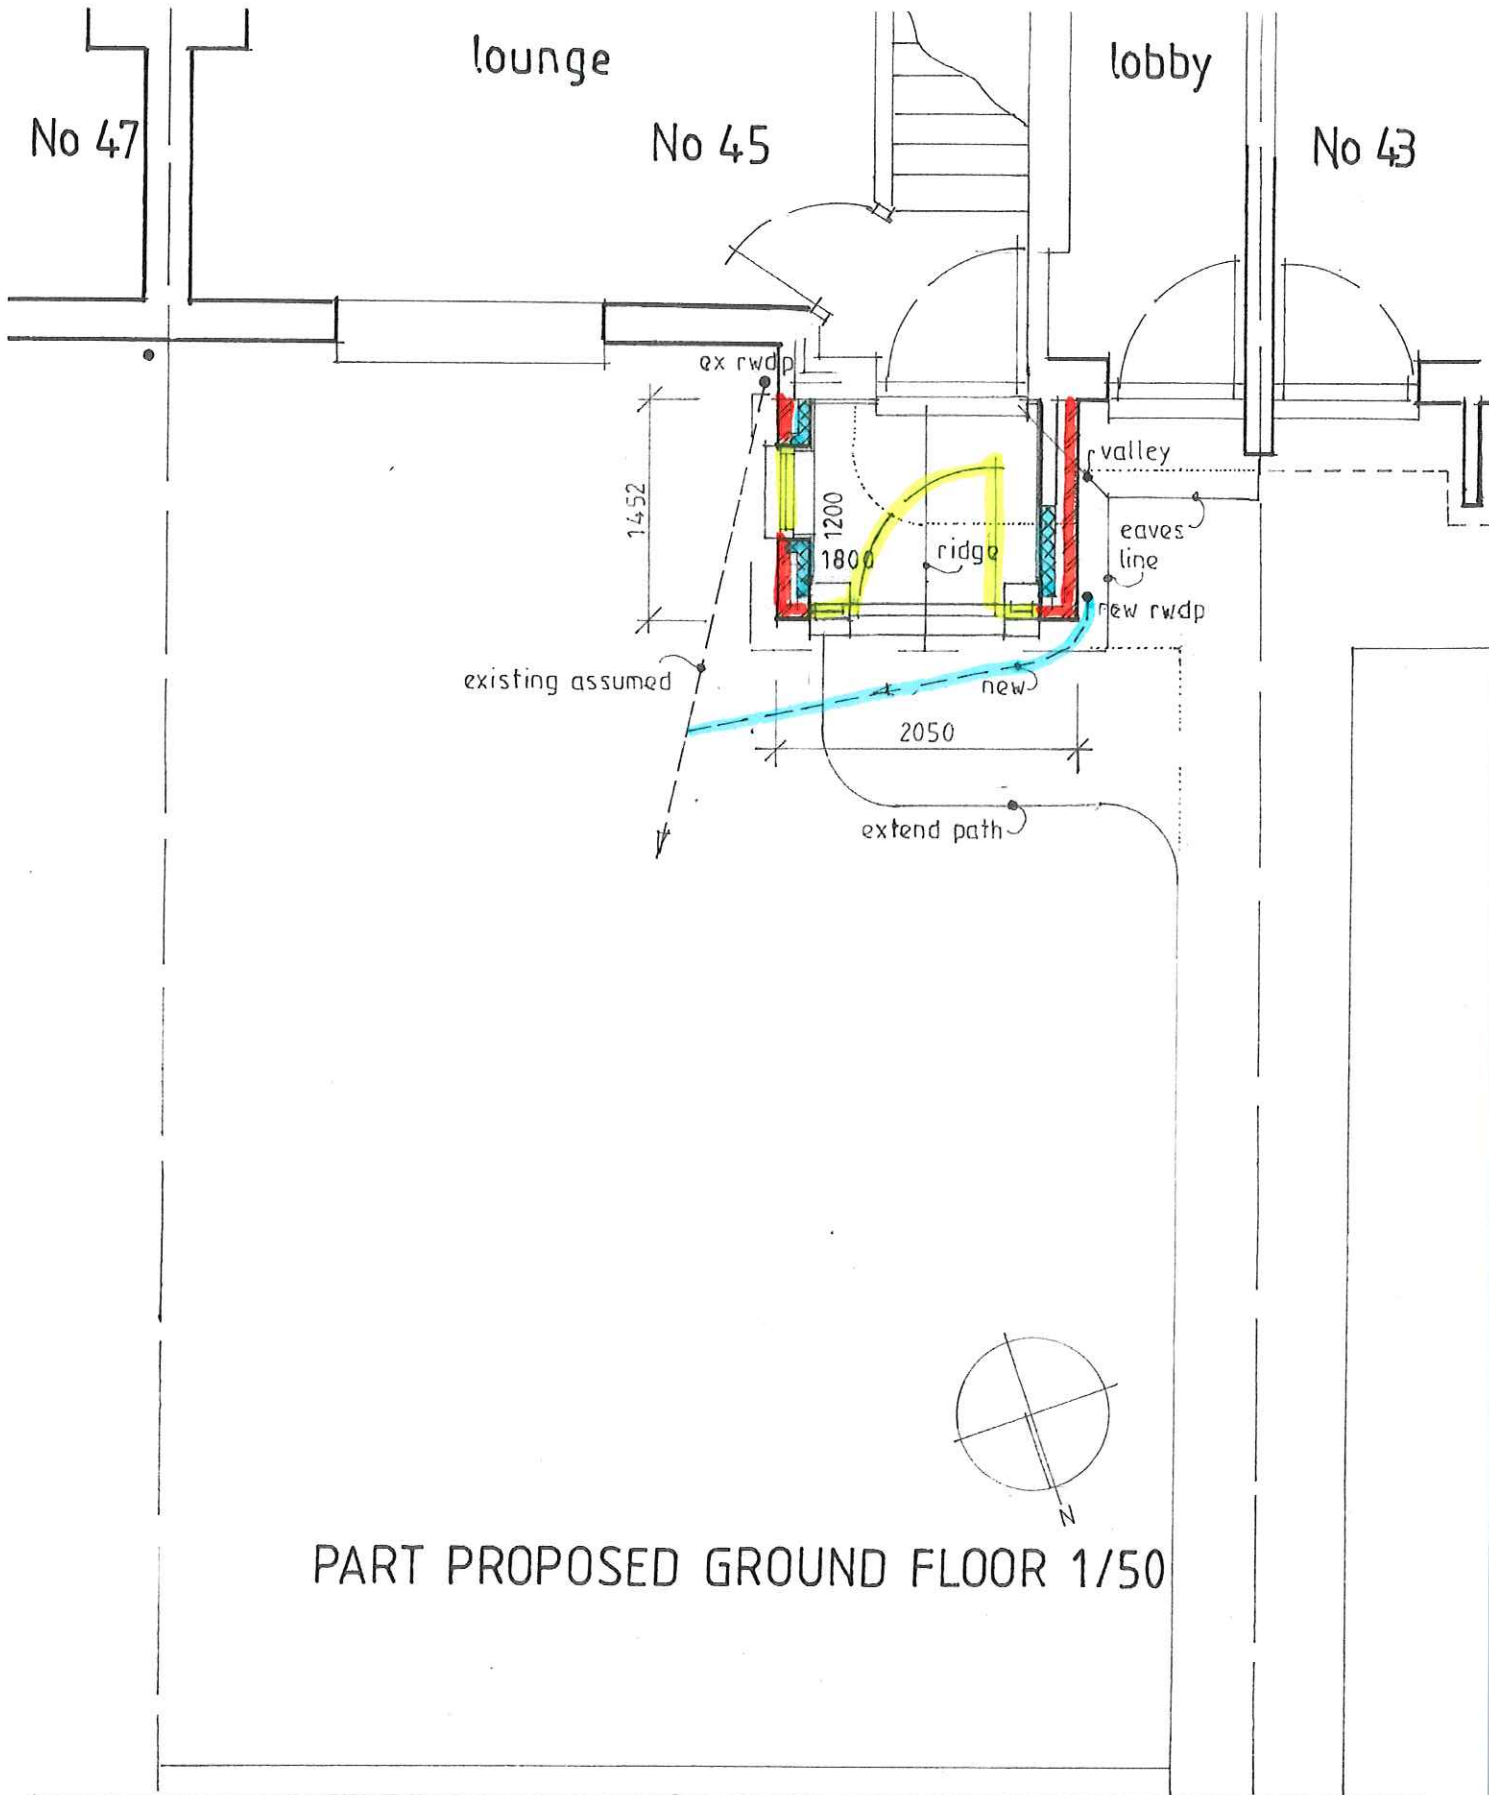 lounge
lobby
No 47
No 45
No 43
ex rwdp
valley
1452
1200
1800
ridge
eaves
line
new rwdp
existing assumed
new
2050
extend path
N
PART PROPOSED GROUND FLOOR 1/50